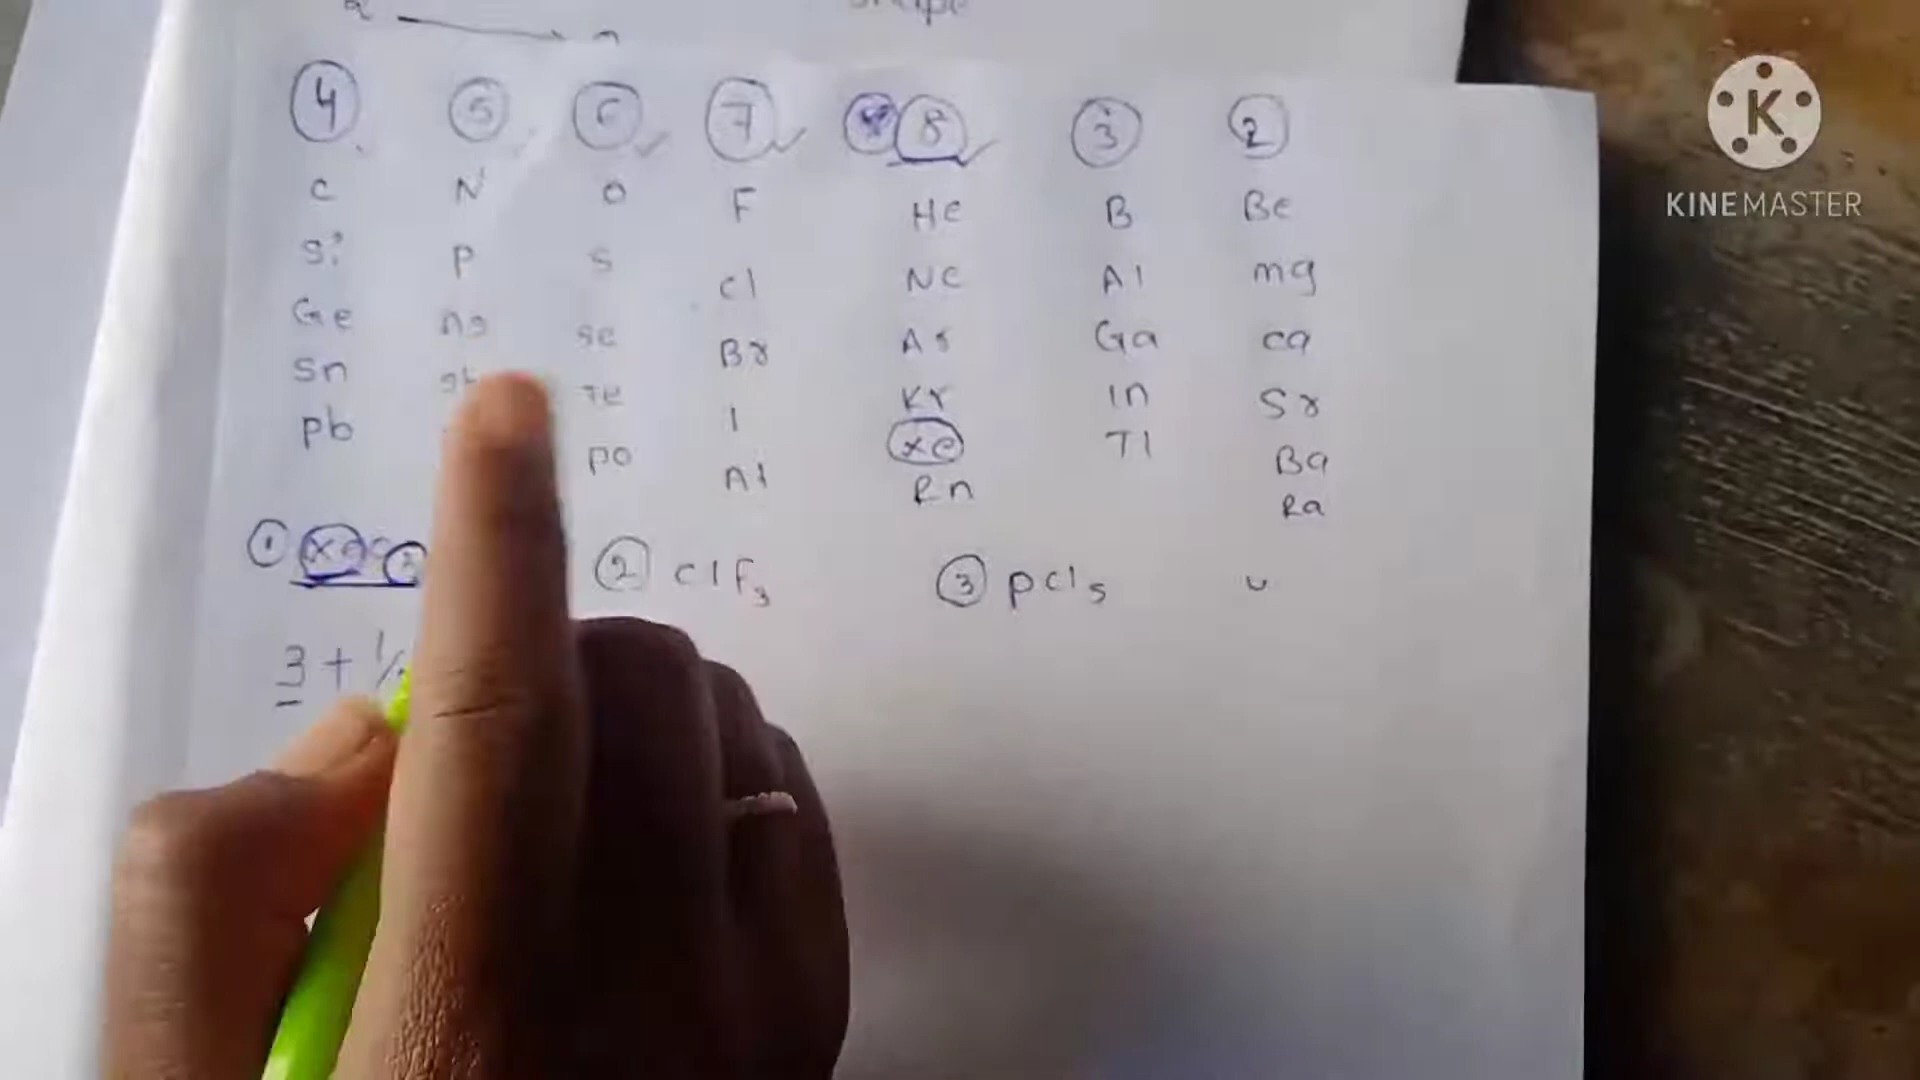 4 5 6 7 8 3 2
C N O F He B Be
Si P S Cl Ne Al mg
Ge As Se Br Ar Ga ca
Sn Te I Kr In Sr
pb po At Xe Tl Ba
Rn Ra
1 2 ClF3 3 pcl5
3 +
K
KINEMASTER